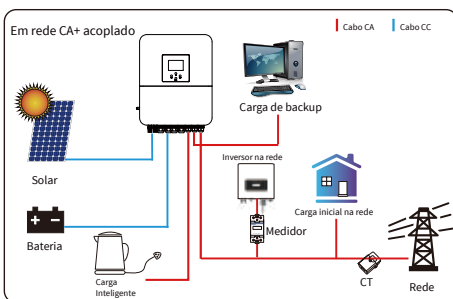 Em rede CA+ acoplado
Cabo CA
Cabo CC
Carga de backup
Solar
Inversor na rede
Carga inicial na rede
Medidor
Bateria
Carga
Inteligente
CT
Rede